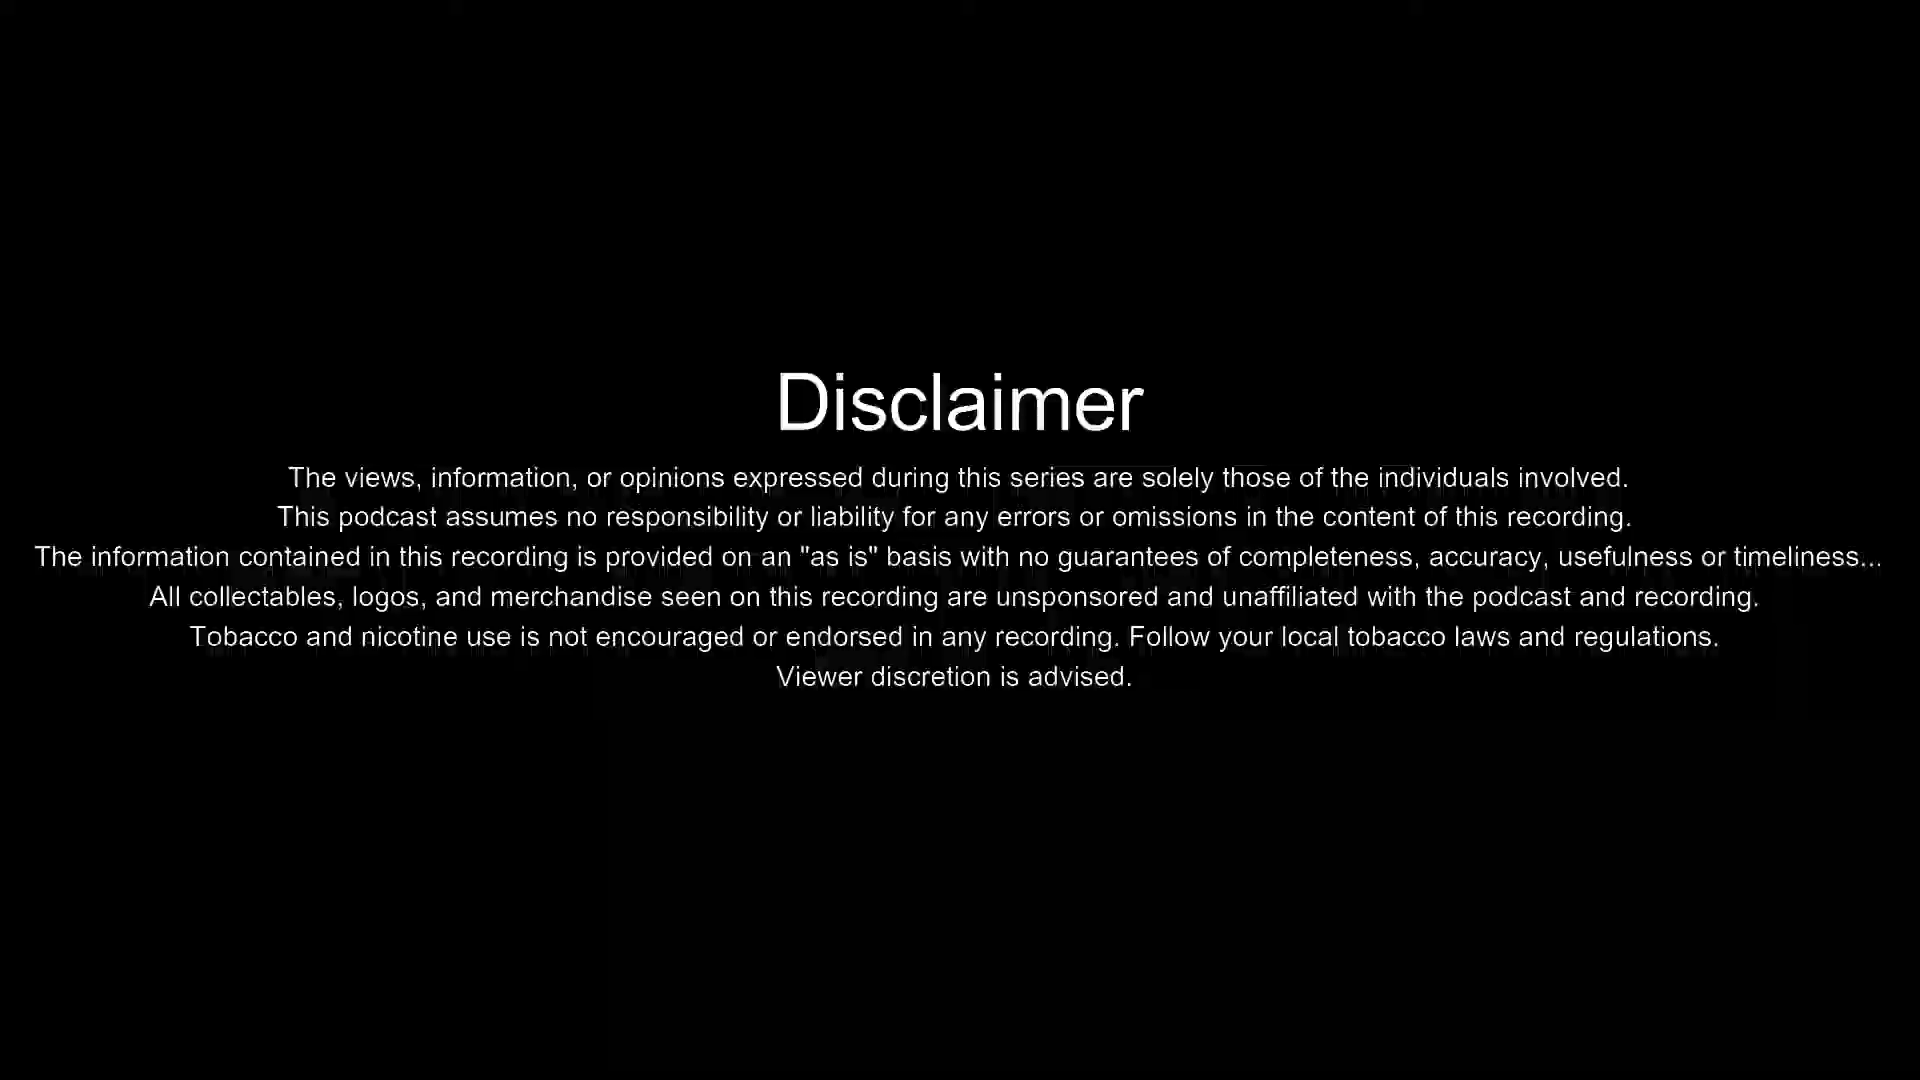 Disclaimer
The views, information, or opinions expressed during this series are solely those of the individuals involved.
This podcast assumes no responsibility or liability for any errors or omissions in the content of this recording.
The information contained in this recording is provided on an "as is" basis with no guarantees of completeness, accuracy, usefulness or timeliness...
All collectables, logos, and merchandise seen on this recording are unsponsored and unaffiliated with the podcast and recording.
Tobacco and nicotine use is not encouraged or endorsed in any recording. Follow your local tobacco laws and regulations.
Viewer discretion is advised.